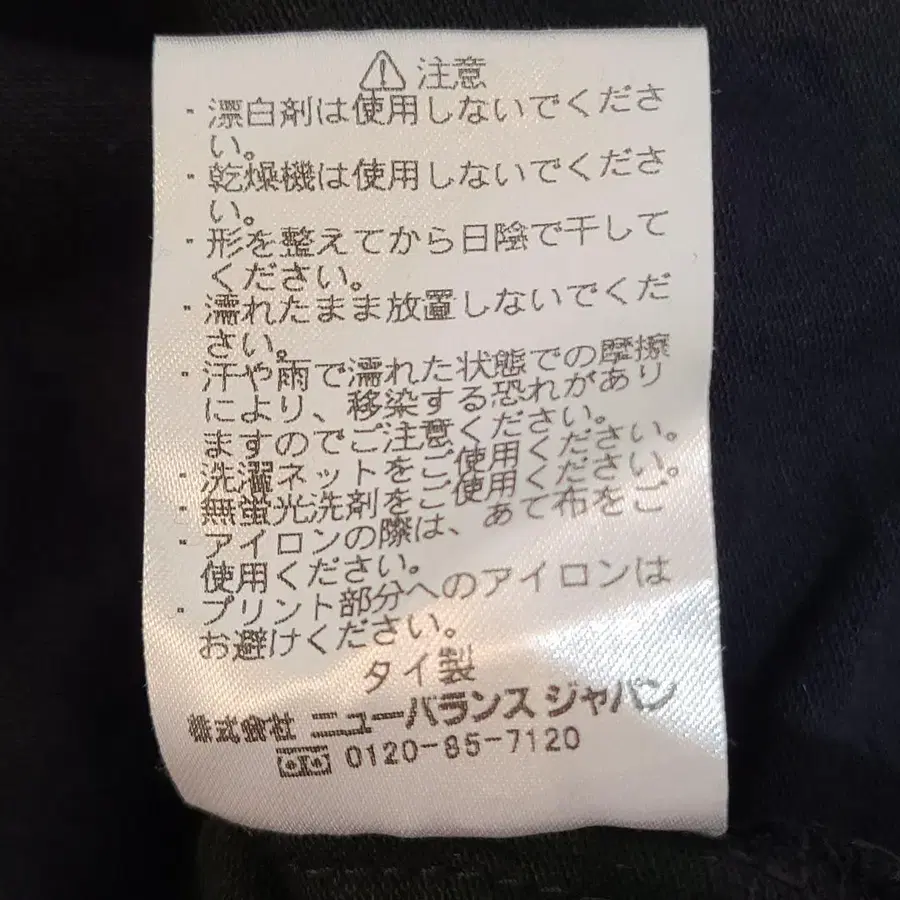 ⚠ 注意
・漂白剤は使用しないでくださ
い。
・乾燥機は使用しないでくださ
い。
・形を整えてから日陰で干して
ください。
・濡れたまま放置しないでくだ
さい。
・汗や雨で濡れた状態での摩擦
により、移染する恐れがあり
ますのでご注意ください。
・洗濯ネットをご使用ください。
・無蛍光洗剤をご使用ください。
・アイロンの際は、あて布をご
使用ください。
・プリント部分へのアイロンは
お避けください。
タイ製
株式会社 ニューバランス ジャパン
0120-85-7120